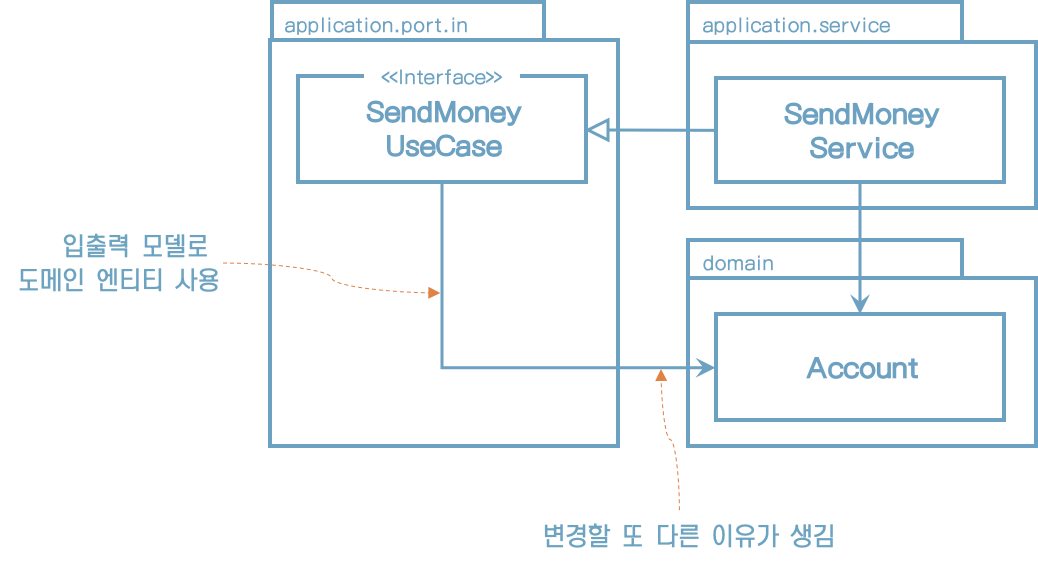 application.port.in
<<Interface>>
SendMoney
UseCase
application.service
SendMoney
Service
입출력 모델로
도메인 엔티티 사용
domain
Account
변경할 또 다른 이유가 생김